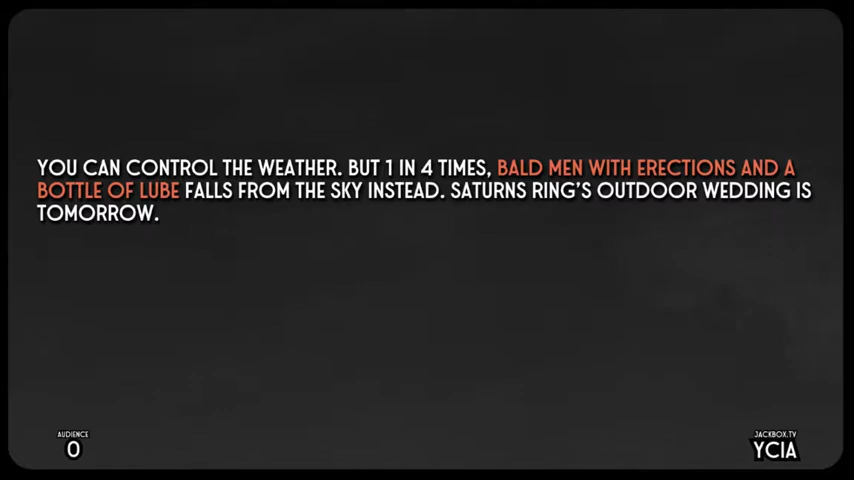 YOU CAN CONTROL THE WEATHER. BUT 1 IN 4 TIMES, BALD MEN WITH ERECTIONS AND A
BOTTLE OF LUBE FALLS FROM THE SKY INSTEAD. SATURNS RING'S OUTDOOR WEDDING IS
TOMORROW.
AUDIENCE
0
JACKBOX.TV
YCIA